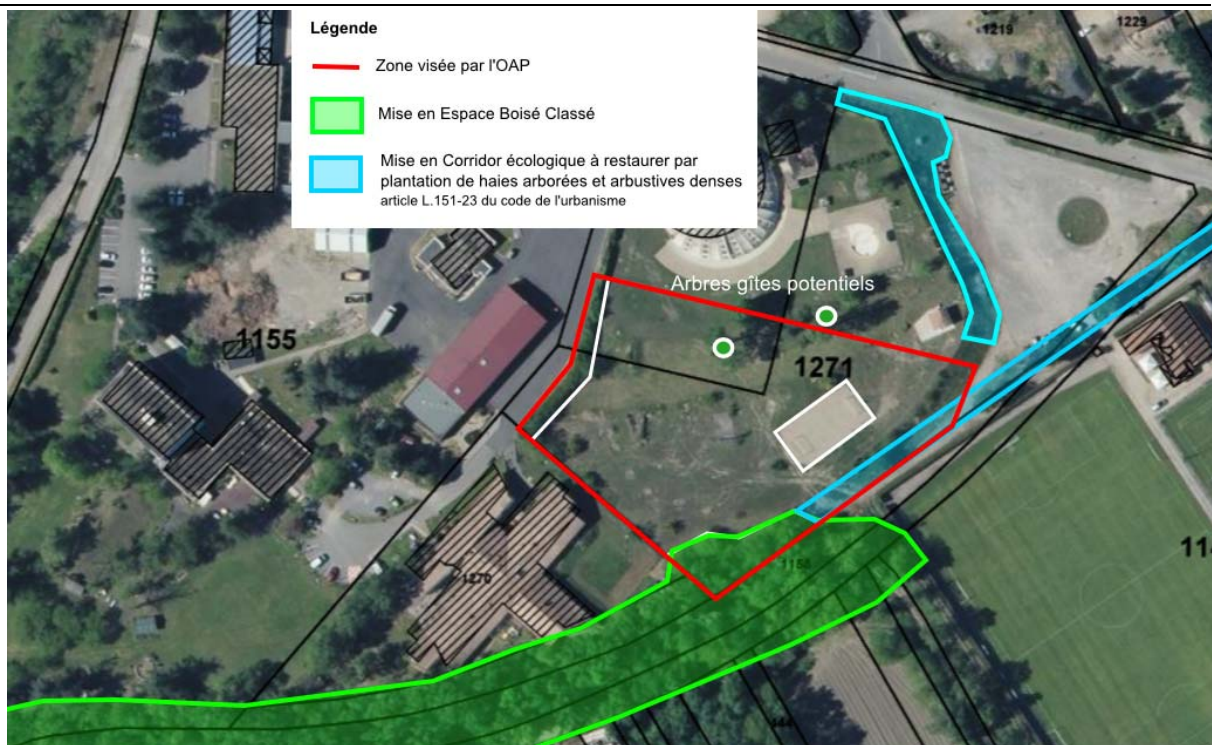 Légende
Zone visée par l'OAP
Mise en Espace Boisé Classé
Mise en Corridor écologique à restaurer par
plantation de haies arborées et arbustives denses
article L.151-23 du code de l'urbanisme
1219
1229
Arbres gîtes potentiels
1155
1271
1270